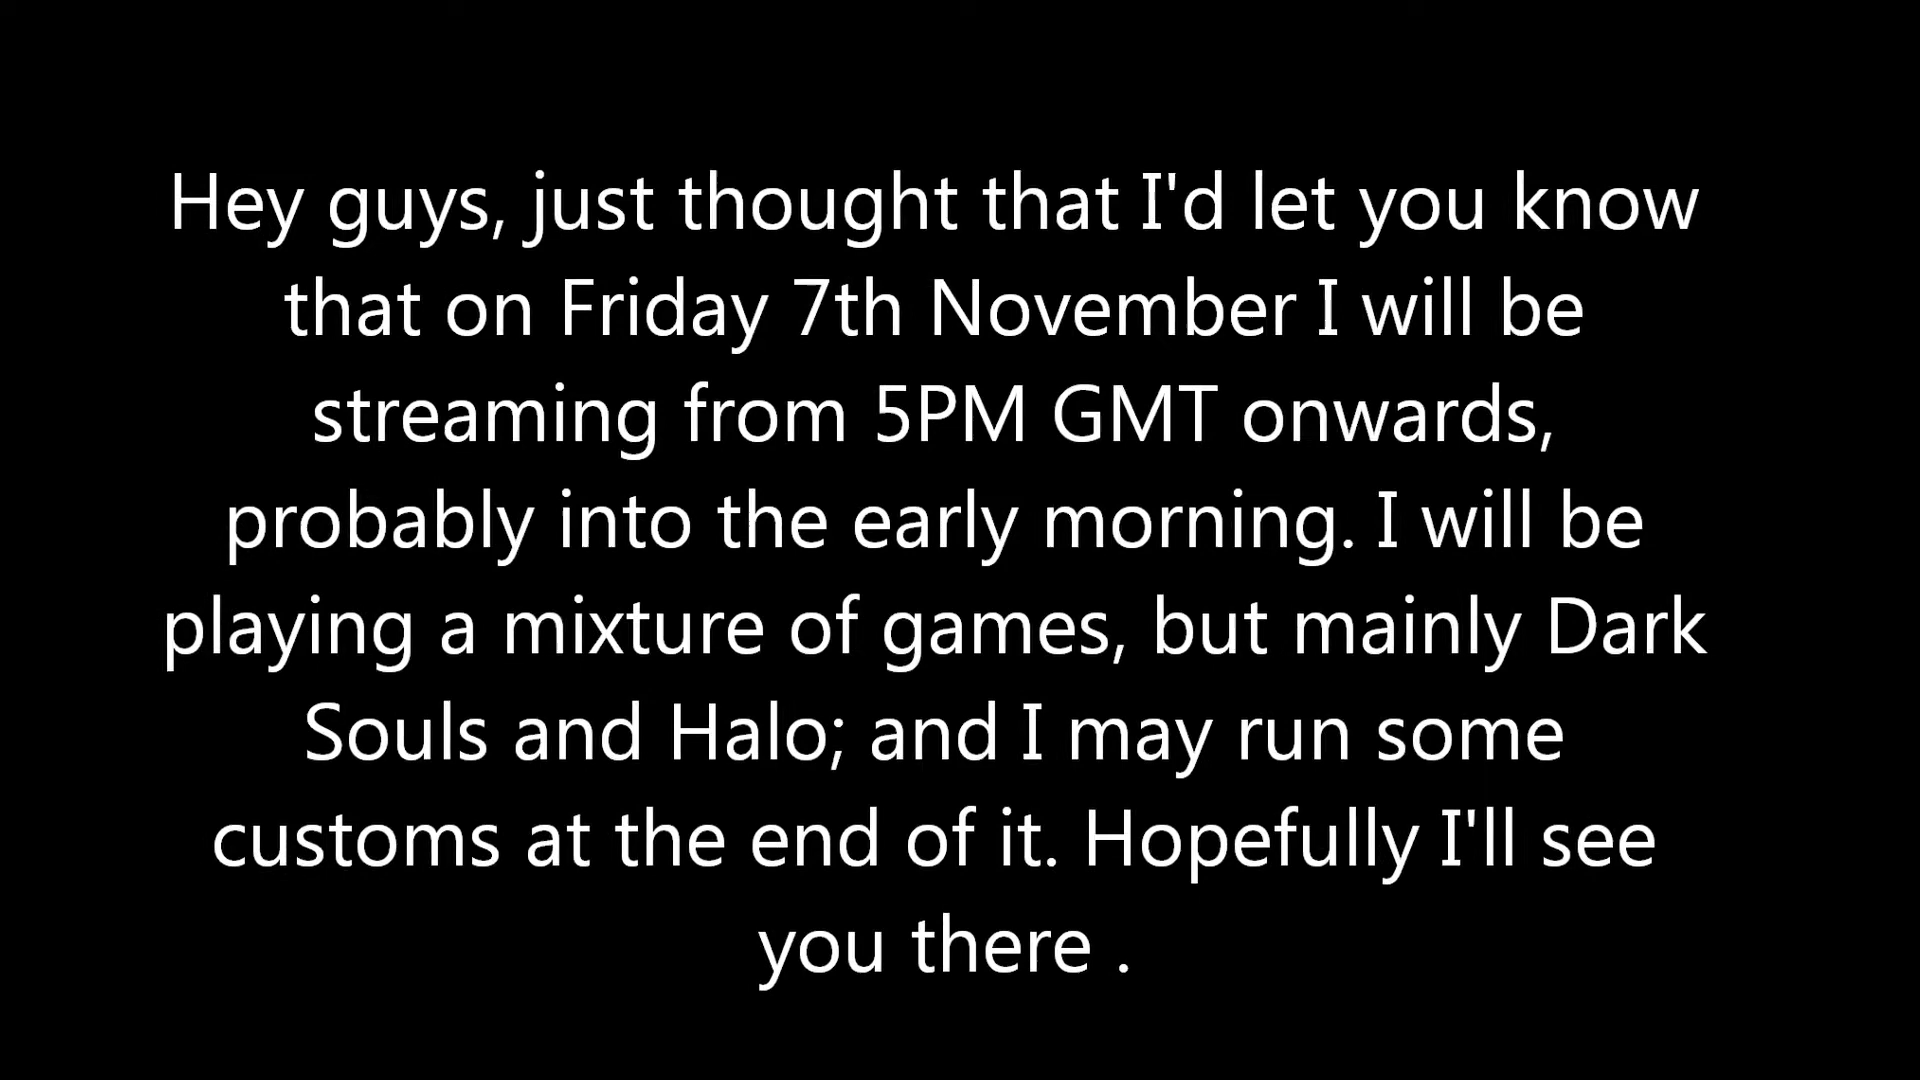 Hey guys, just thought that I'd let you know
that on Friday 7th November I will be
streaming from 5PM GMT onwards,
probably into the early morning. I will be
playing a mixture of games, but mainly Dark
Souls and Halo; and I may run some
customs at the end of it. Hopefully I'll see
you there .